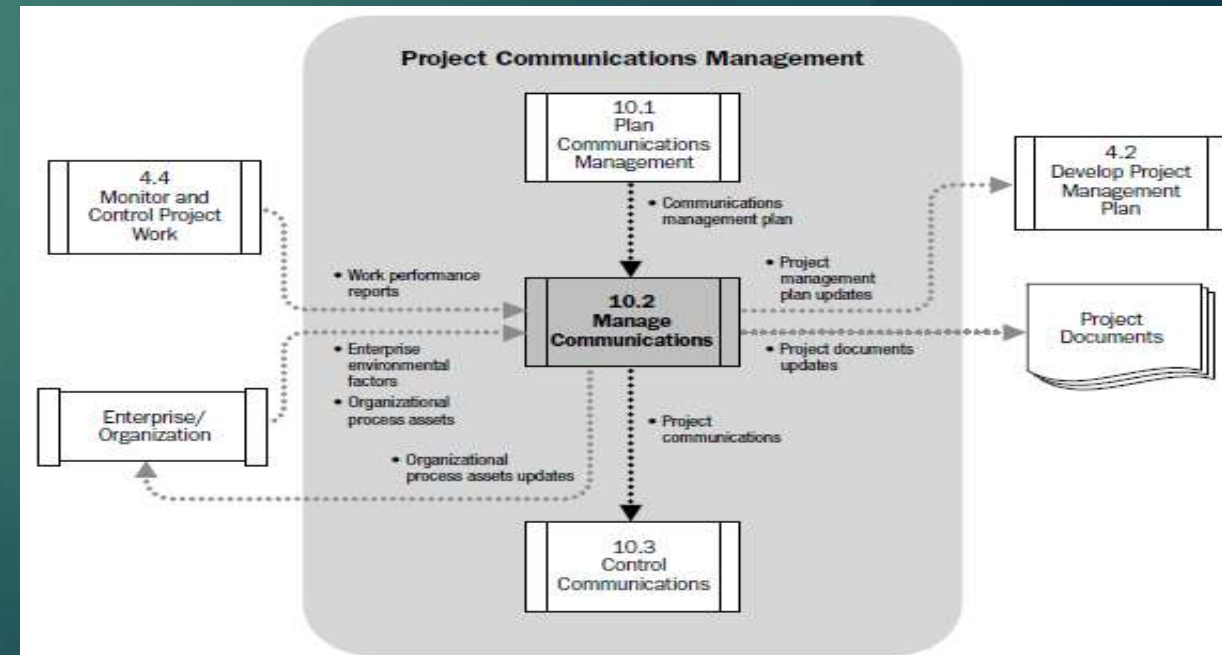 Project Communications Management
10.1
Plan
Communications
Management
4.4
Monitor and
Control Project
Work
4.2
Develop Project
Management
Plan
• Communications
management plan
• Work performance
reports
10.2
Manage
Communications
• Project
management
plan updates
Project
Documents
• Enterprise
environmental
factors
• Organizational
process assets
• Project documents
updates
Enterprise/
Organization
• Project
communications
• Organizational
process assets updates
10.3
Control
Communications